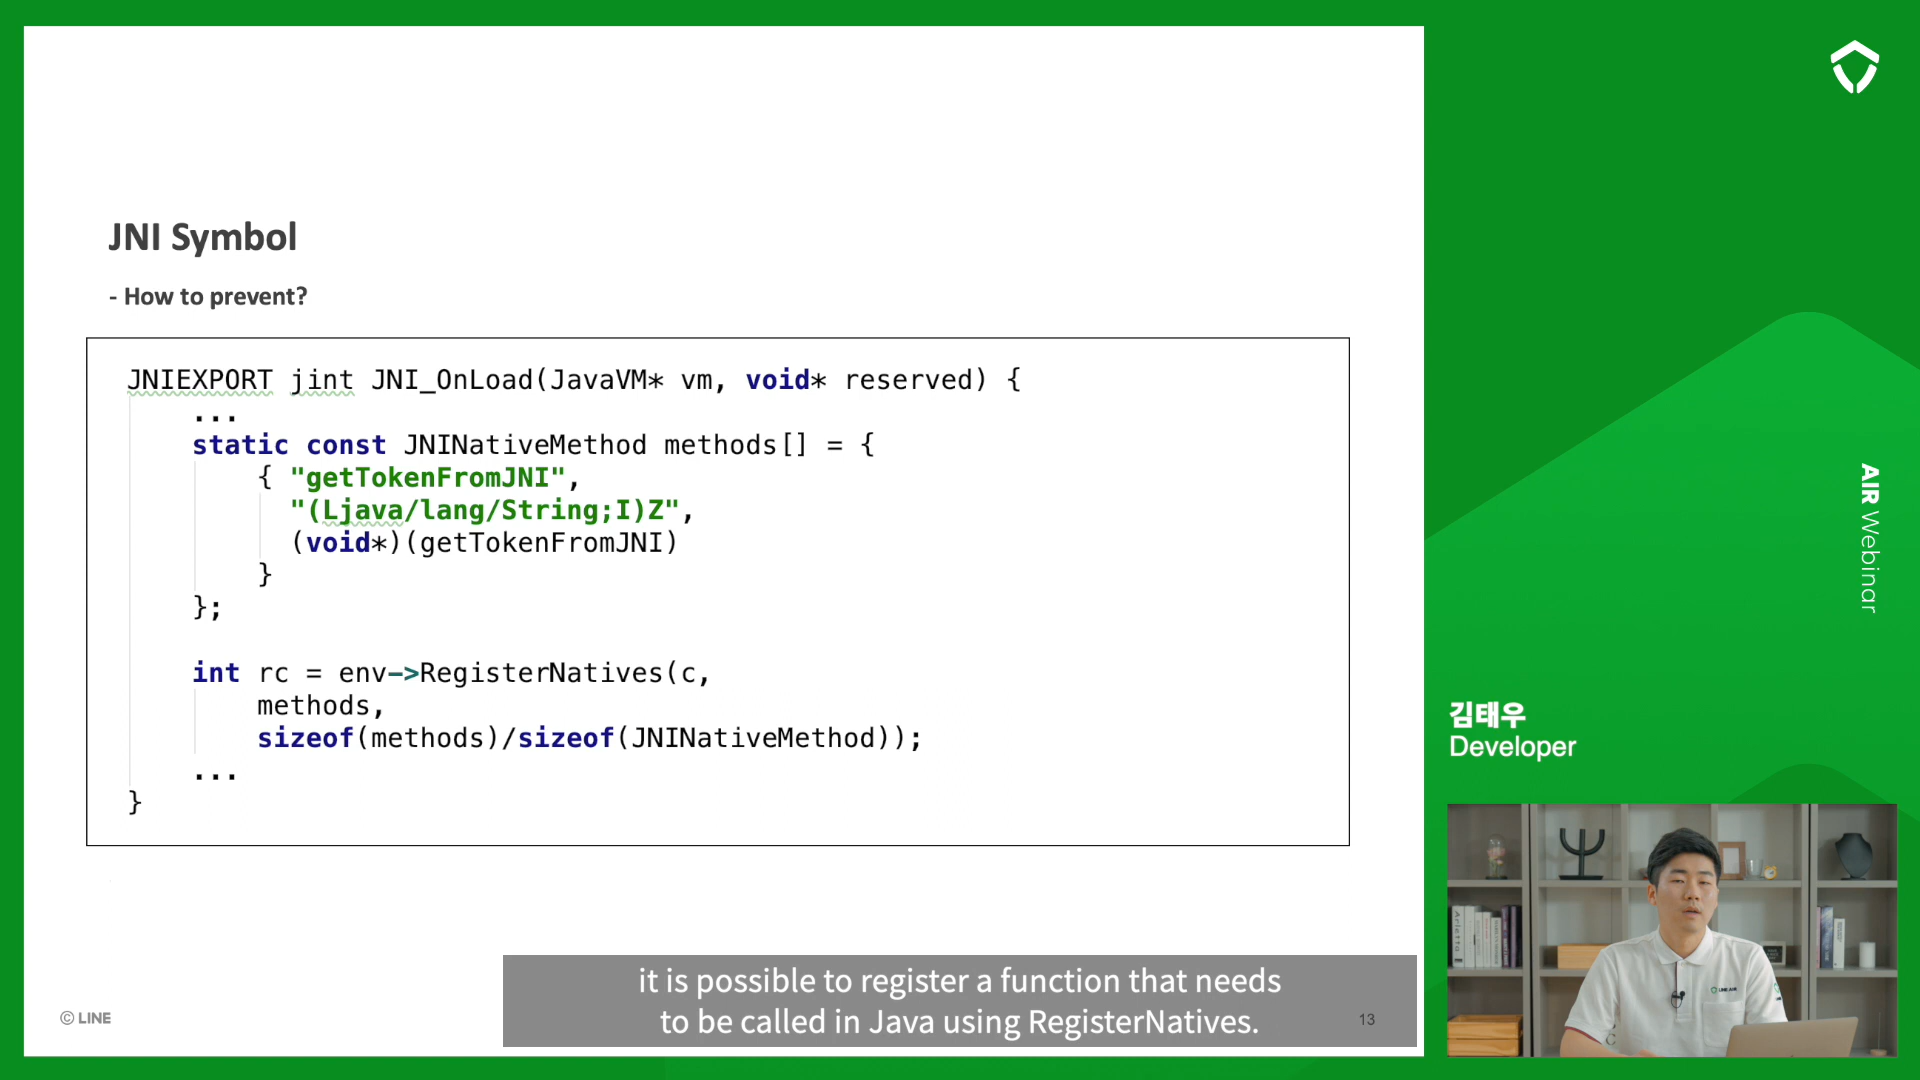 JNI Symbol
- How to prevent?
JNIEXPORT jint JNI_OnLoad(JavaVM* vm, void* reserved) {
...
static const JNINativeMethod methods[] = {
{ "getTokenFromJNI",
"(Ljava/lang/String;I)Z",
(void*)(getTokenFromJNI)
}
};
int rc = env->RegisterNatives(c,
methods,
sizeof(methods)/sizeof(JNINativeMethod));
...
}
it is possible to register a function that needs
to be called in Java using RegisterNatives.
© LINE
13
AIR Webinar
김태우
Developer